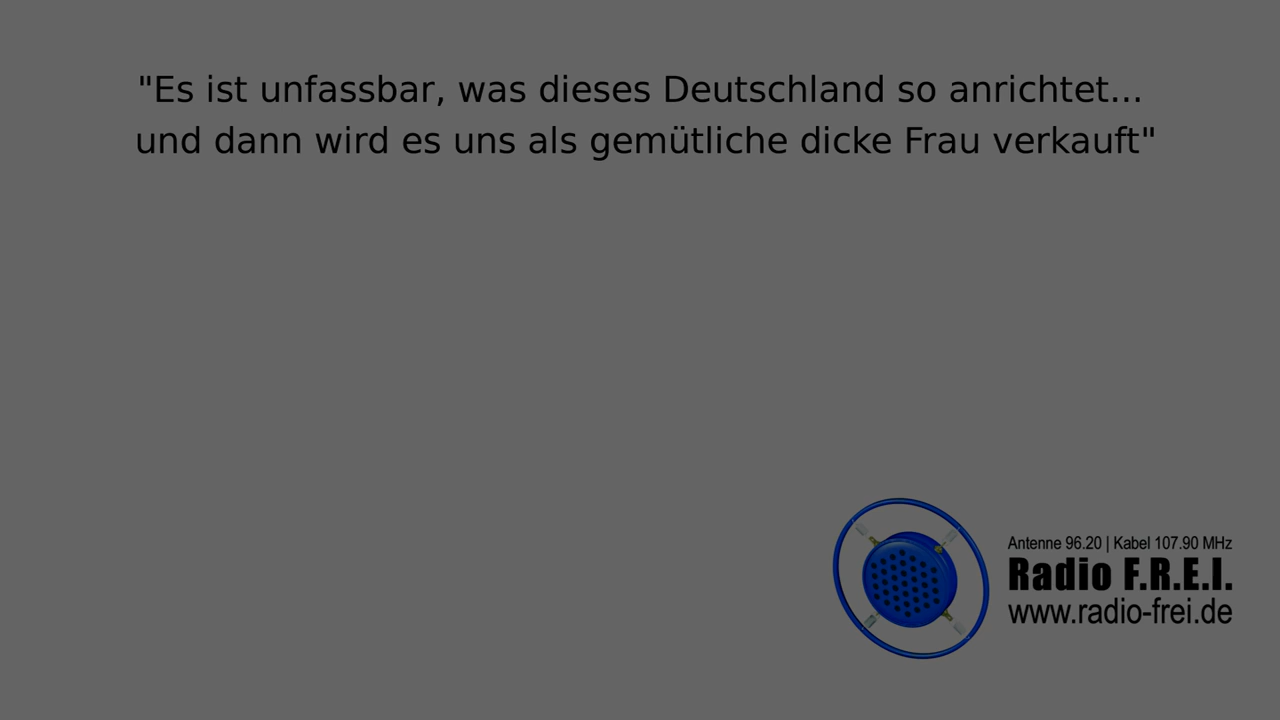 "Es ist unfassbar, was dieses Deutschland so anrichtet...
und dann wird es uns als gemütliche dicke Frau verkauft"
Antenne 96.20 | Kabel 107.90 MHz
Radio F.R.E.I.
www.radio-frei.de